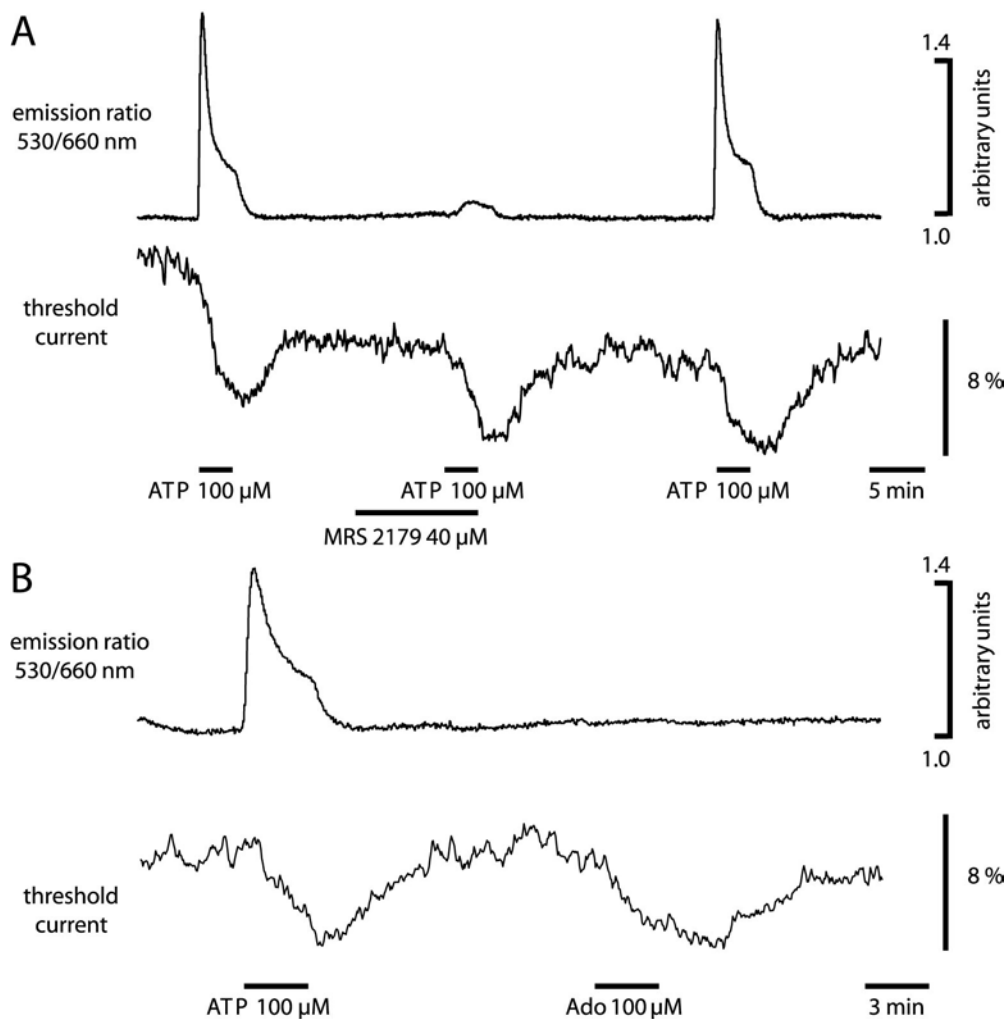 A
1.4
emission ratio
530/660 nm
arbitrary units
1.0
threshold
current
8 %
ATP 100 µM
ATP 100 µM
ATP 100 µM
5 min
MRS 2179 40 µM
B
1.4
emission ratio
530/660 nm
arbitrary units
1.0
threshold
current
8 %
ATP 100 µM
Ado 100 µM
3 min